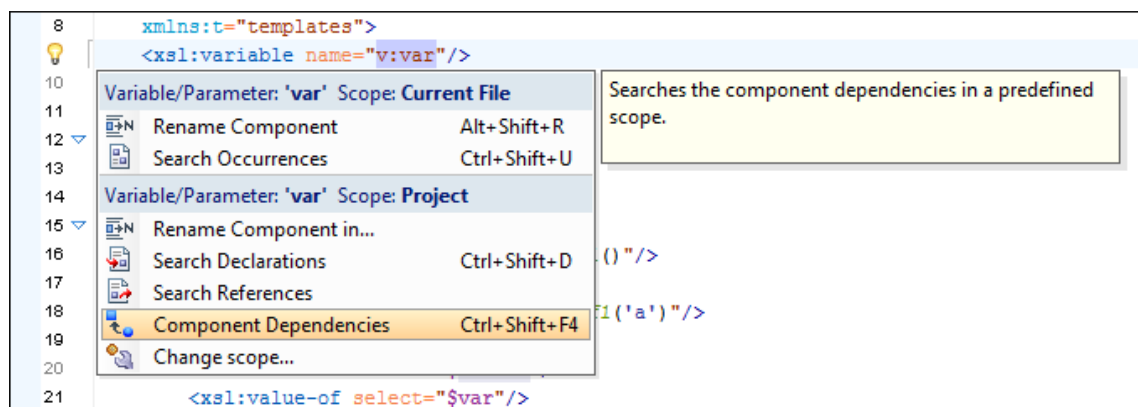 8 xmlns:t="templates">
<xsl:variable name="v:var"/>
10
Variable/Parameter: 'var' Scope: Current File
Searches the component dependencies in a predefined
scope.
11
Rename Component Alt+Shift+R
12
Search Occurrences Ctrl+Shift+U
13
14 Variable/Parameter: 'var' Scope: Project
15 Rename Component in...
16 Search Declarations Ctrl+Shift+D ()"/>
17 Search References
18 Component Dependencies Ctrl+Shift+F4 f1('a')"/>
19
Change scope...
20
21 <xsl:value-of select="$var"/>